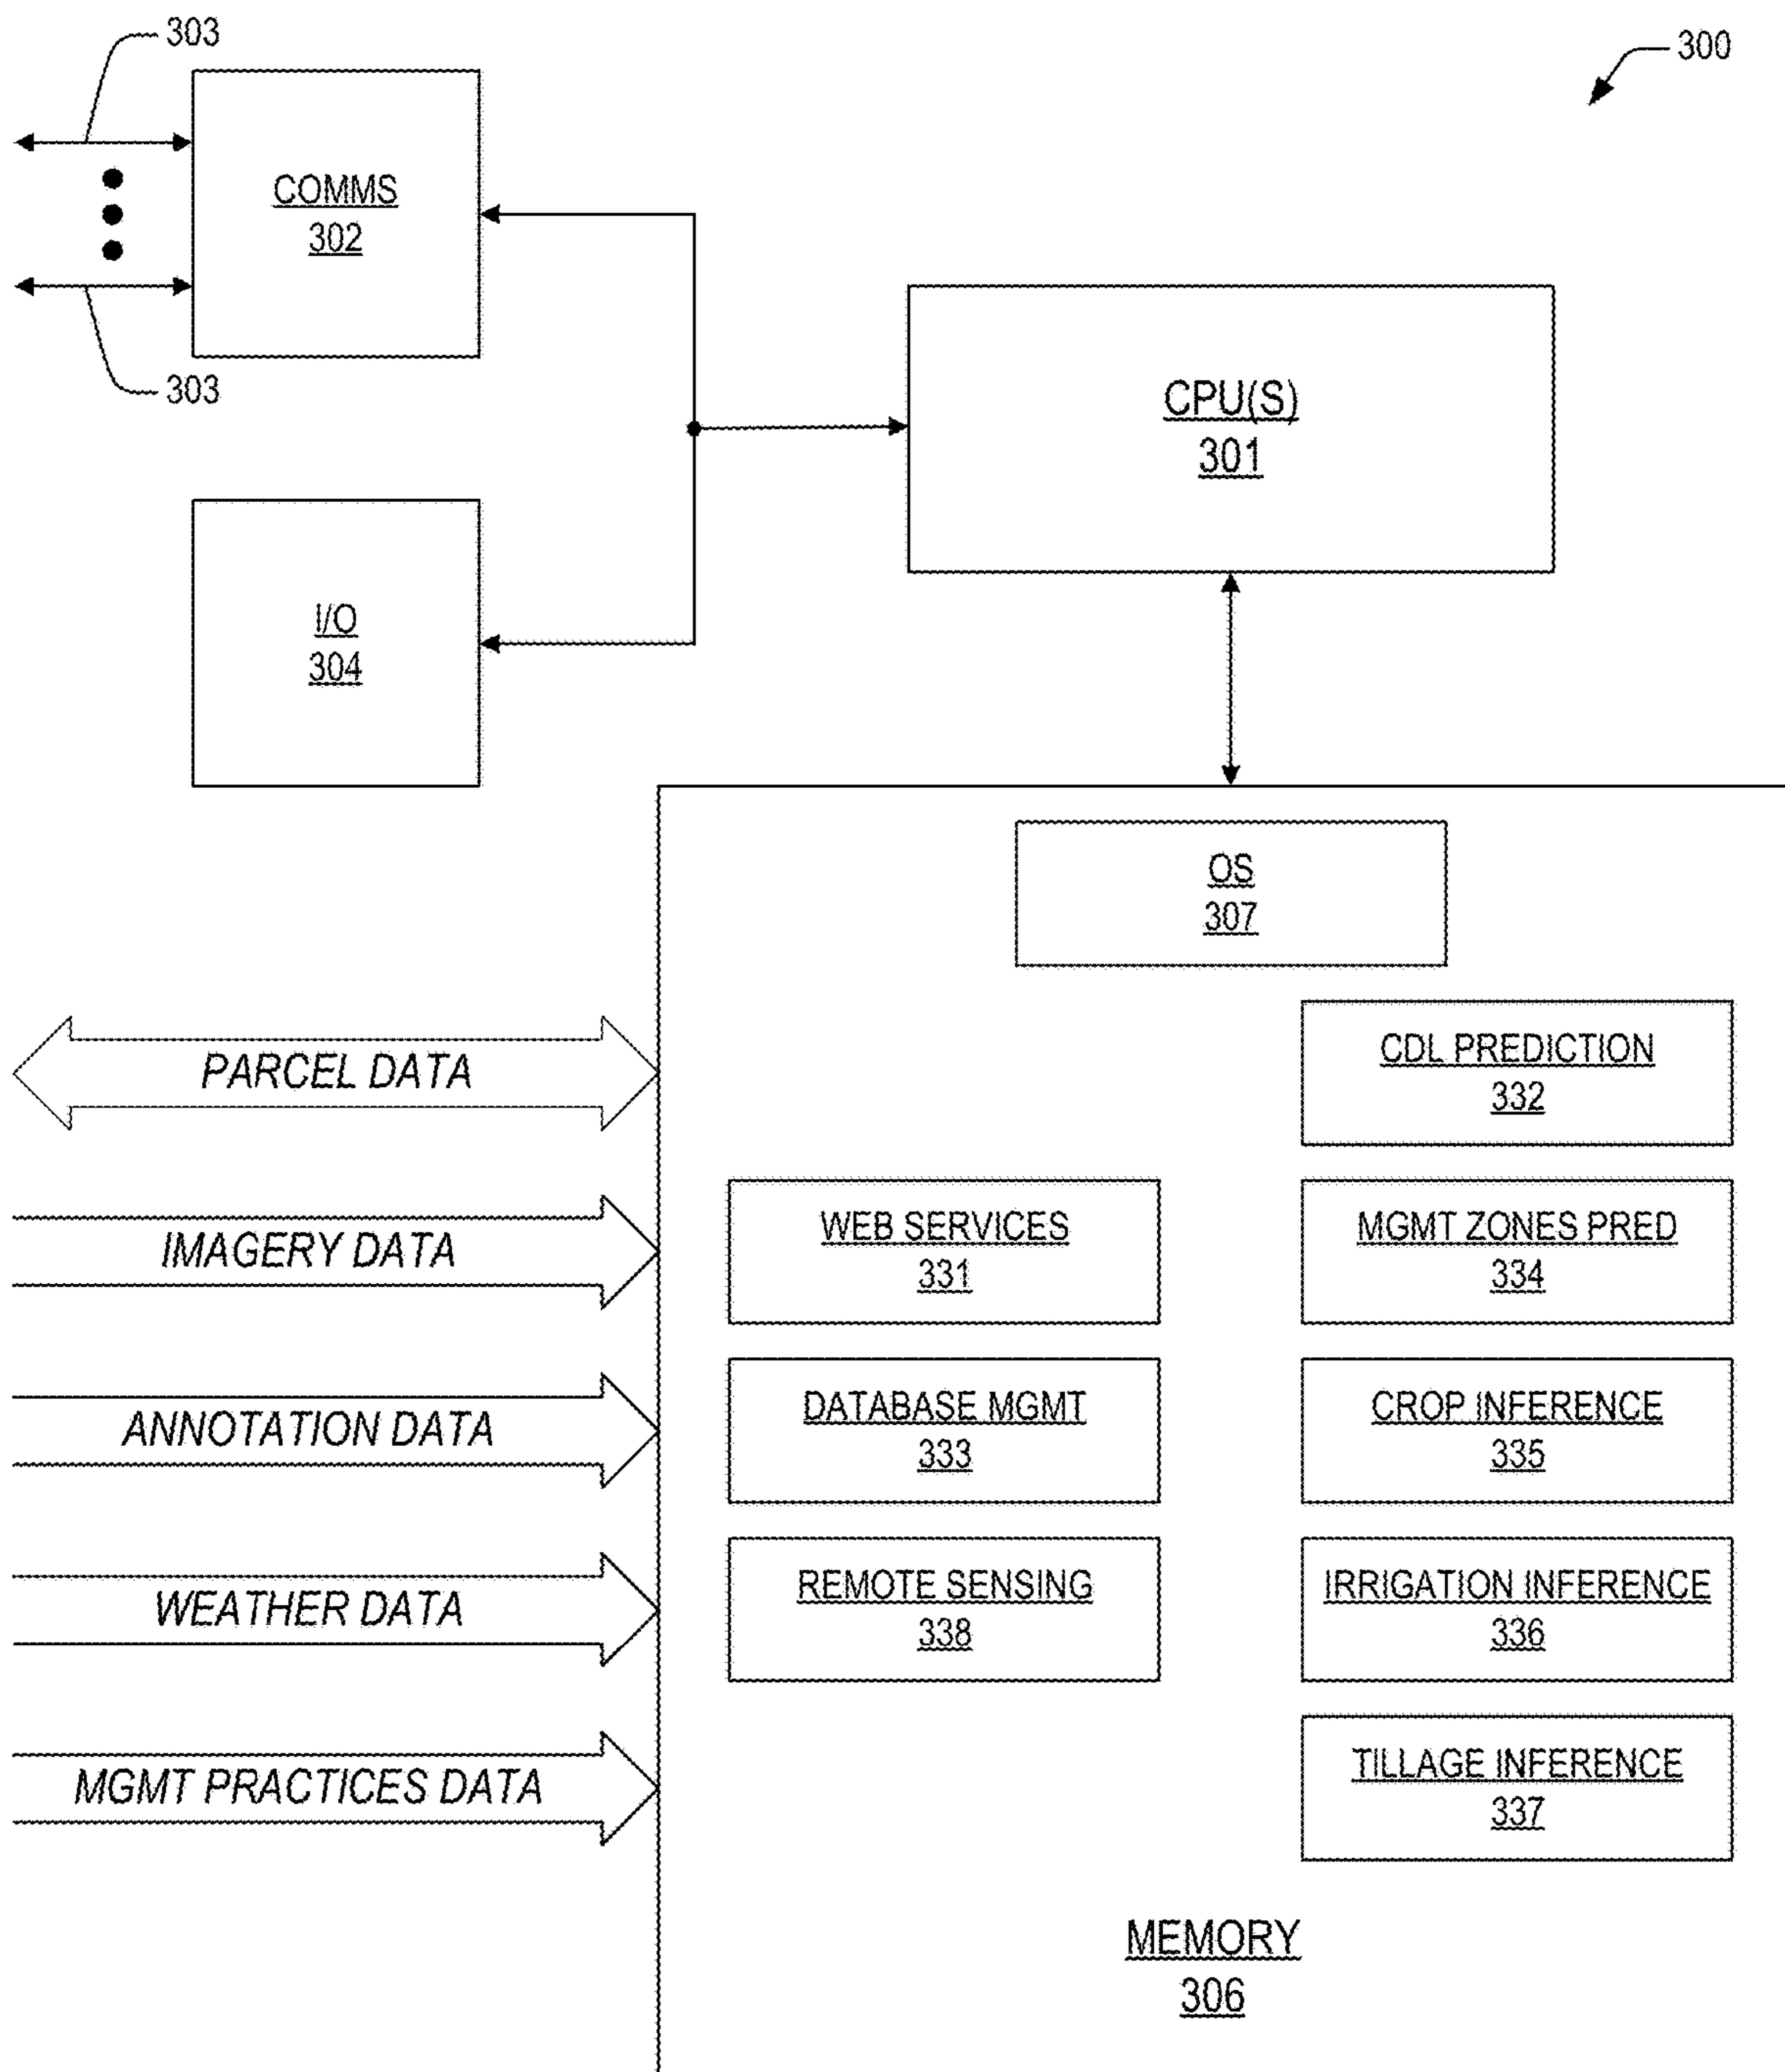 303
300
COMMS
302
303
CPU(S)
301
I/O
304
OS
307
PARCEL DATA
CDL PREDICTION
332
IMAGERY DATA
WEB SERVICES
331
MGMT ZONES PRED
334
ANNOTATION DATA
DATABASE MGMT
333
CROP INFERENCE
335
WEATHER DATA
REMOTE SENSING
338
IRRIGATION INFERENCE
336
MGMT PRACTICES DATA
TILLAGE INFERENCE
337
MEMORY
306